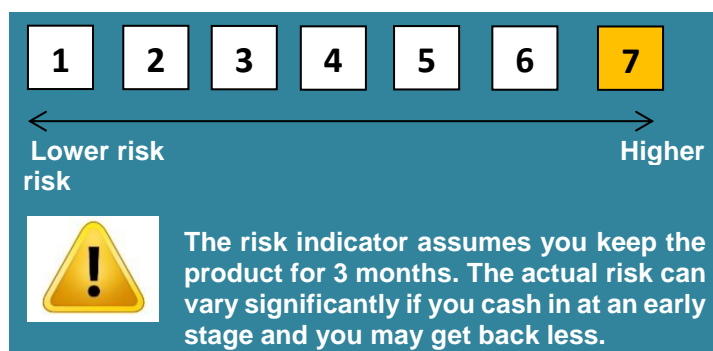 1 2 3 4 5 6 7
Lower risk Higher
risk
!
The risk indicator assumes you keep the
product for 3 months. The actual risk can
vary significantly if you cash in at an early
stage and you may get back less.